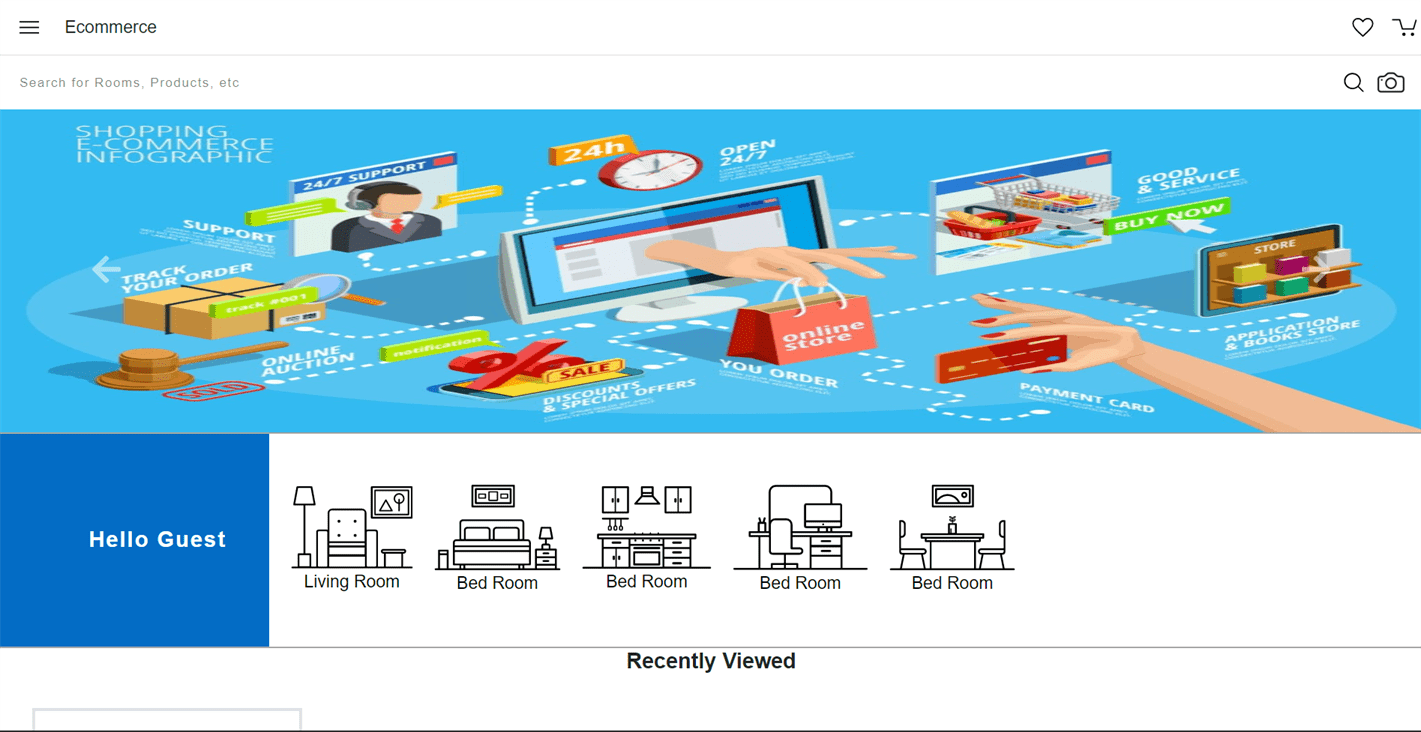 Ecommerce
Search for Rooms, Products, etc
SHOPPING
E-COMMERCE
INFOGRAPHIC
24/7 SUPPORT
24h
OPEN
24/7
GOOD
& SERVICE
BUY NOW
SUPPORT
STORE
TRACK
YOUR ORDER
track #001
online
store
APPLICATION
& BOOKS STORE
notification
ONLINE
AUCTION
SALE
YOU ORDER
SOLD
DISCOUNTS
& SPECIAL OFFERS
PAYMENT CARD
Hello Guest
Living Room
Bed Room
Bed Room
Bed Room
Bed Room
Recently Viewed